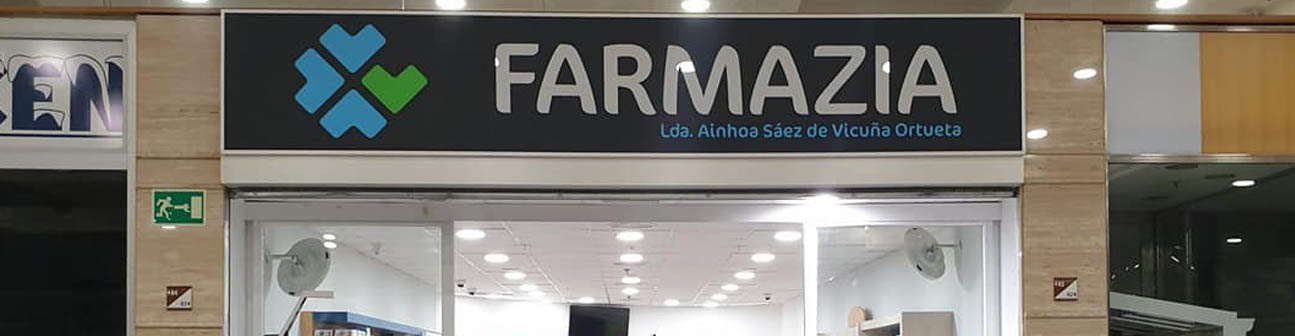 FARMAZIA
Lda. Ainhoa Sáez de Vicuña Ortueta